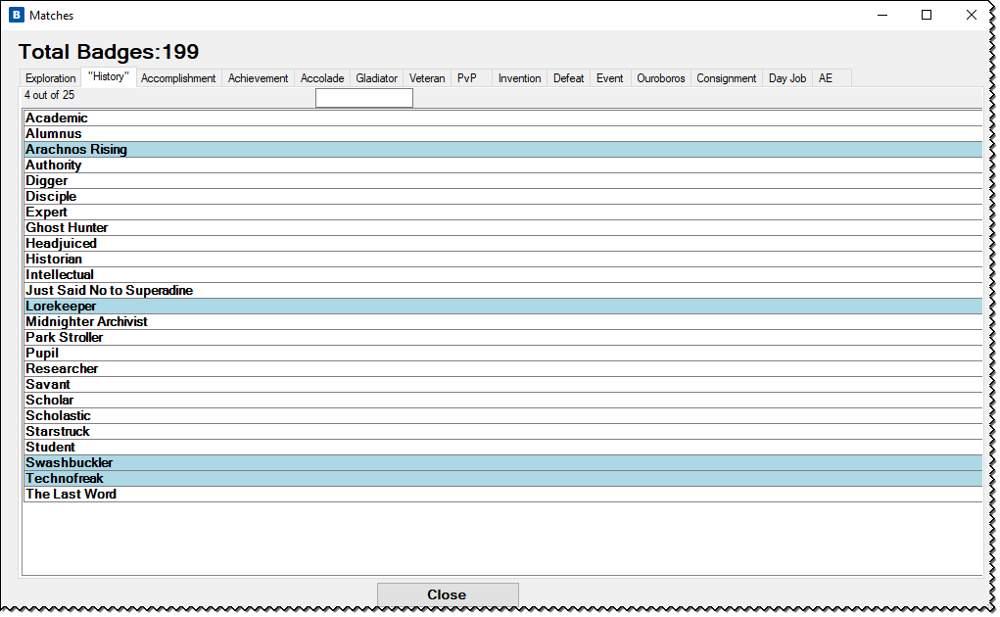 B Matches
Total Badges:199
Exploration "History" Accomplishment Achievement Accolade Gladiator Veteran PvP Invention Defeat Event Ouroboros Consignment Day Job AE
4 out of 25
Academic
Alumnus
Arachnos Rising
Authority
Digger
Disciple
Expert
Ghost Hunter
Headjuiced
Historian
Intellectual
Just Said No to Superadine
Lorekeeper
Midnighter Archivist
Park Stroller
Pupil
Researcher
Savant
Scholar
Scholastic
Starstruck
Student
Swashbuckler
Technofreak
The Last Word
Close